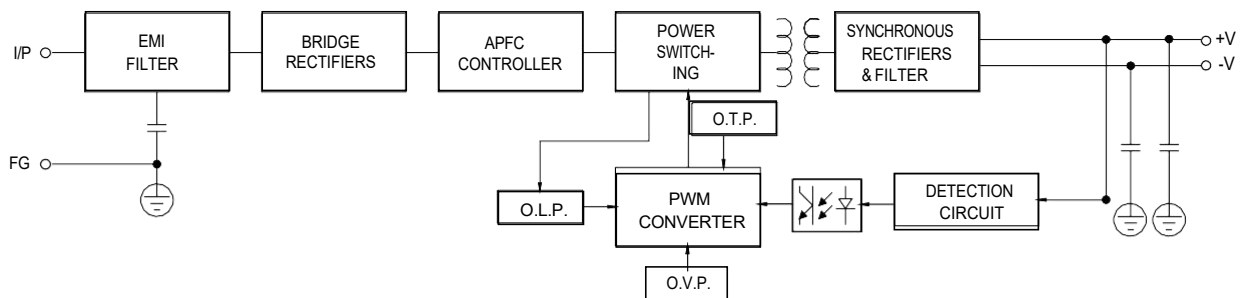 I/P
EMI
FILTER
BRIDGE
RECTIFIERS
APFC
CONTROLLER
POWER
SWITCH-
ING
SYNCHRONOUS
RECTIFIERS
& FILTER
+V
-V
O.T.P.
FG
O.L.P.
PWM
CONVERTER
DETECTION
CIRCUIT
O.V.P.